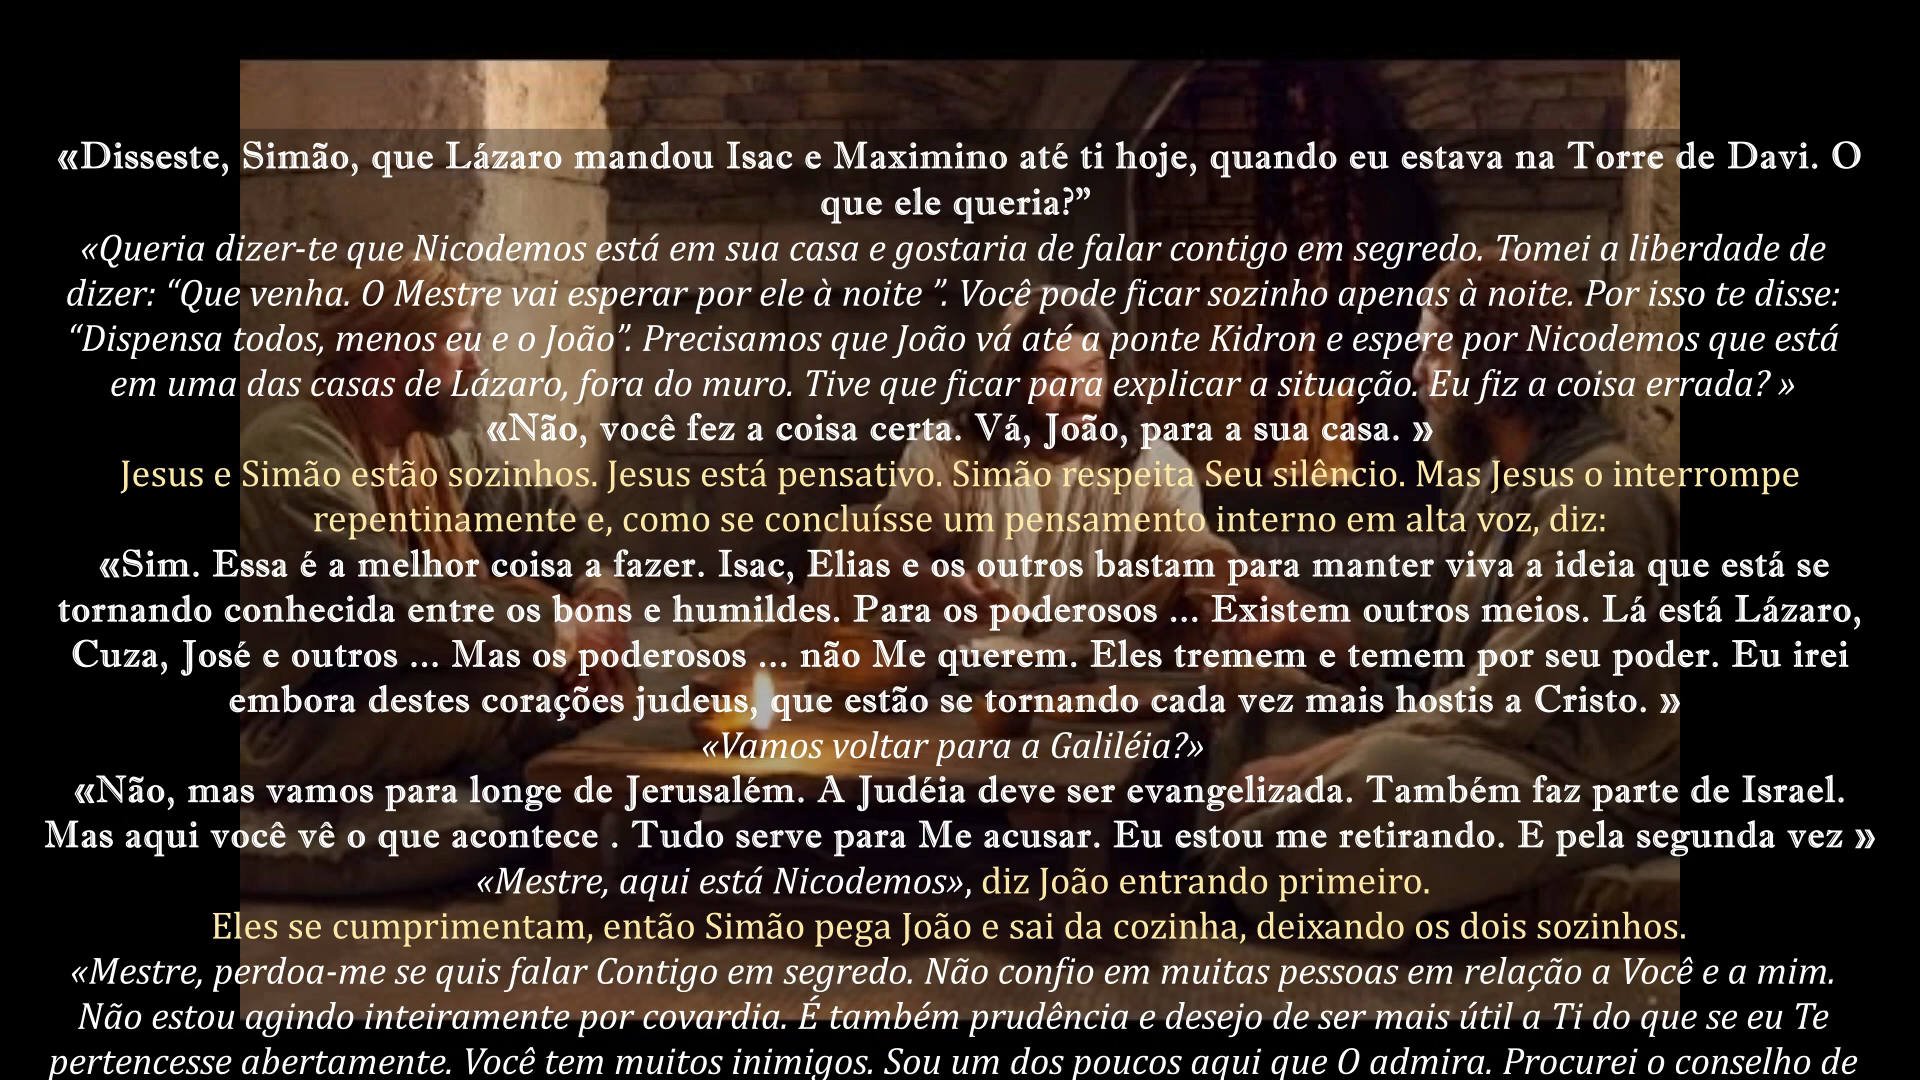 «Disseste, Simão, que Lázaro mandou Isac e Maximino até ti hoje, quando eu estava na Torre de Davi. O
que ele queria?”
«Queria dizer-te que Nicodemos está em sua casa e gostaria de falar contigo em segredo. Tomei a liberdade de
dizer: “Que venha. O Mestre vai esperar por ele à noite ”. Você pode ficar sozinho apenas à noite. Por isso te disse:
“Dispensa todos, menos eu e o João”. Precisamos que João vá até a ponte Kidron e espere por Nicodemos que está
em uma das casas de Lázaro, fora do muro. Tive que ficar para explicar a situação. Eu fiz a coisa errada? »
«Não, você fez a coisa certa. Vá, João, para a sua casa. »
Jesus e Simão estão sozinhos. Jesus está pensativo. Simão respeita Seu silêncio. Mas Jesus o interrompe
repentinamente e, como se concluísse um pensamento interno em alta voz, diz:
«Sim. Essa é a melhor coisa a fazer. Isac, Elias e os outros bastam para manter viva a ideia que está se
tornando conhecida entre os bons e humildes. Para os poderosos ... Existem outros meios. Lá está Lázaro,
Cuza, José e outros ... Mas os poderosos ... não Me querem. Eles tremem e temem por seu poder. Eu irei
embora destes corações judeus, que estão se tornando cada vez mais hostis a Cristo. »
«Vamos voltar para a Galiléia?»
«Não, mas vamos para longe de Jerusalém. A Judéia deve ser evangelizada. Também faz parte de Israel.
Mas aqui você vê o que acontece . Tudo serve para Me acusar. Eu estou me retirando. E pela segunda vez »
«Mestre, aqui está Nicodemos», diz João entrando primeiro.
Eles se cumprimentam, então Simão pega João e sai da cozinha, deixando os dois sozinhos.
«Mestre, perdoa-me se quis falar Contigo em segredo. Não confio em muitas pessoas em relação a Você e a mim.
Não estou agindo inteiramente por covardia. É também prudência e desejo de ser mais útil a Ti do que se eu Te
pertencesse abertamente. Você tem muitos inimigos. Sou um dos poucos aqui que O admira. Procurei o conselho de